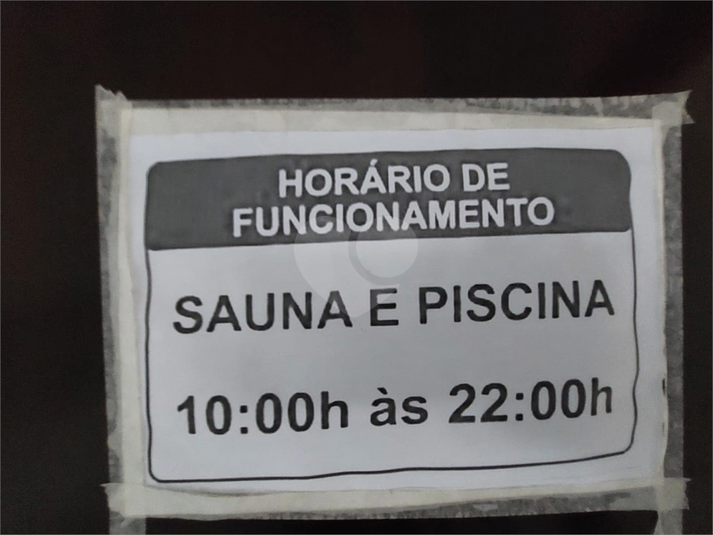 HORÁRIO DE
FUNCIONAMENTO
SAUNA E PISCINA
10:00h às 22:00h